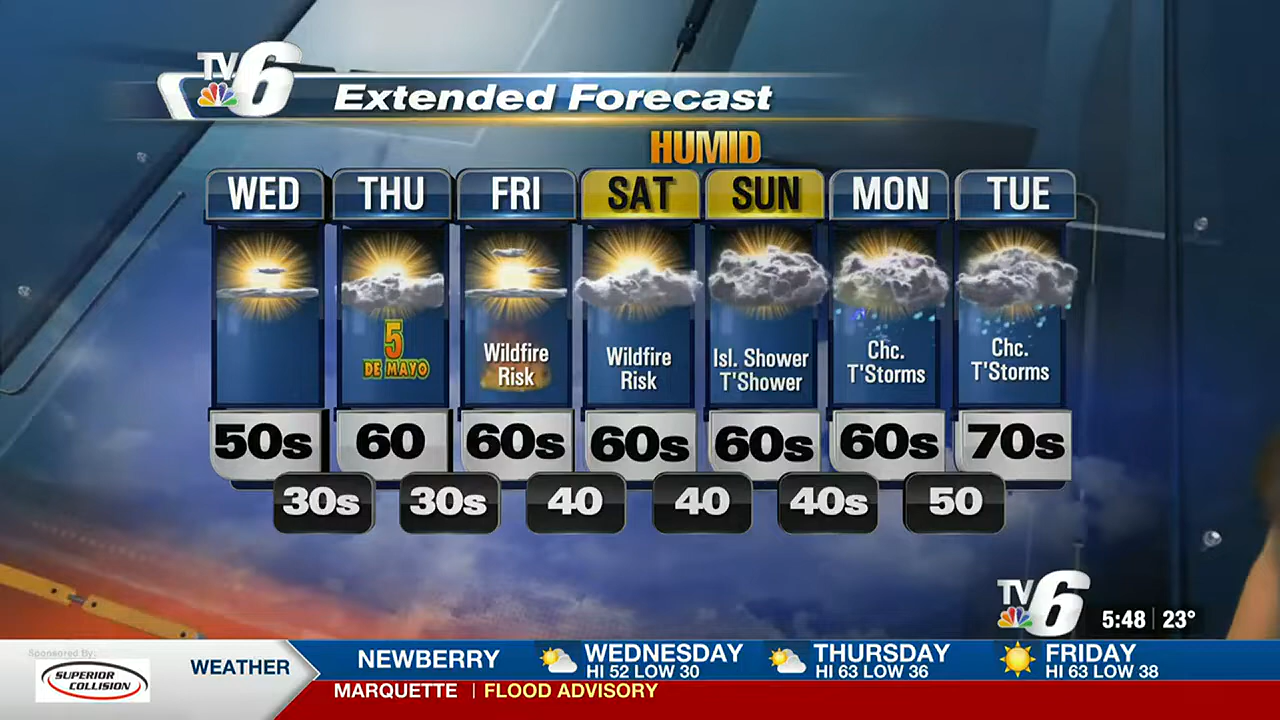 TV6
Extended Forecast
HUMID
WED THU FRI SAT SUN MON TUE
5
DE MAYO
Wildfire
Risk
Wildfire
Risk
Isl. Shower
T'Shower
Chc.
T'Storms
Chc.
T'Storms
50s 60 60s 60s 60s 60s 70s
30s 30s 40 40 40s 50
TV6 5:48 23°
Sponsored By:
SUPERIOR
COLLISION
WEATHER
NEWBERRY
WEDNESDAY
HI 52 LOW 30
THURSDAY
HI 63 LOW 36
FRIDAY
HI 63 LOW 38
MARQUETTE | FLOOD ADVISORY